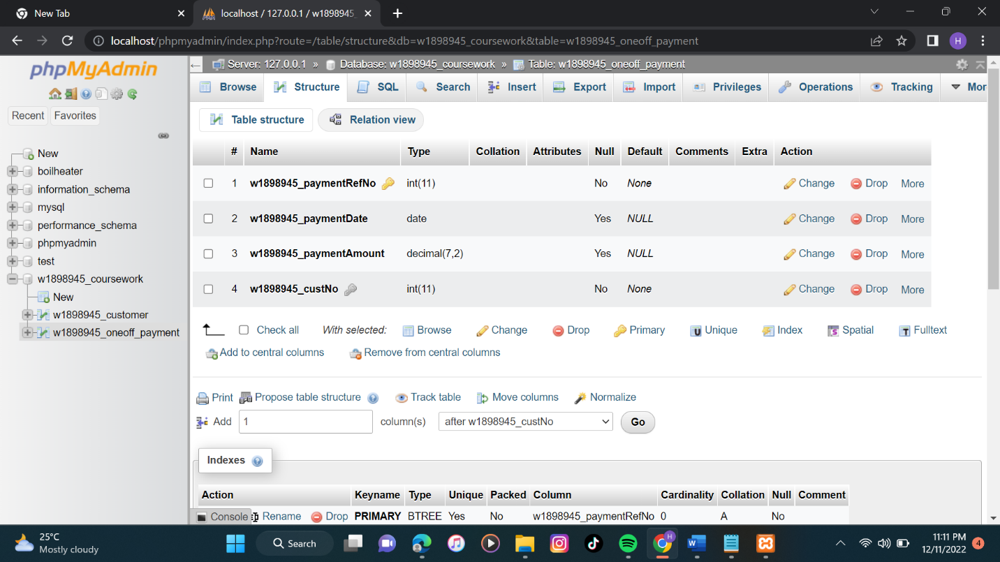 New Tab
localhost / 127.0.0.1 / w1898945_
localhost/phpmyadmin/index.php?route=/table/structure&db=w1898945_coursework&table=w1898945_oneoff_payment
H
phpMyAdmin
Recent Favorites
New
boilheater
information_schema
mysql
performance_schema
phpmyadmin
test
w1898945_coursework
New
w1898945_customer
w1898945_oneoff_payment
Server: 127.0.0.1 » Database: w1898945_coursework » Table: w1898945_oneoff_payment
Browse Structure SQL Search Insert Export Import Privileges Operations Tracking Mor
Table structure Relation view
# Name Type Collation Attributes Null Default Comments Extra Action
1 w1898945_paymentRefNo int(11) No None Change Drop More
2 w1898945_paymentDate date Yes NULL Change Drop More
3 w1898945_paymentAmount decimal(7,2) Yes NULL Change Drop More
4 w1898945_custNo int(11) No None Change Drop More
Check all With selected: Browse Change Drop Primary U Unique Index S Spatial T Fulltext
Add to central columns Remove from central columns
Print Propose table structure Track table Move columns Normalize
Add 1 column(s) after w1898945_custNo Go
Indexes
Action Keyname Type Unique Packed Column Cardinality Collation Null Comment
Console Rename Drop PRIMARY BTREE Yes No w1898945_paymentRefNo 0 A No
25°C
Mostly cloudy
Search
H
11:11 PM
12/11/2022
4